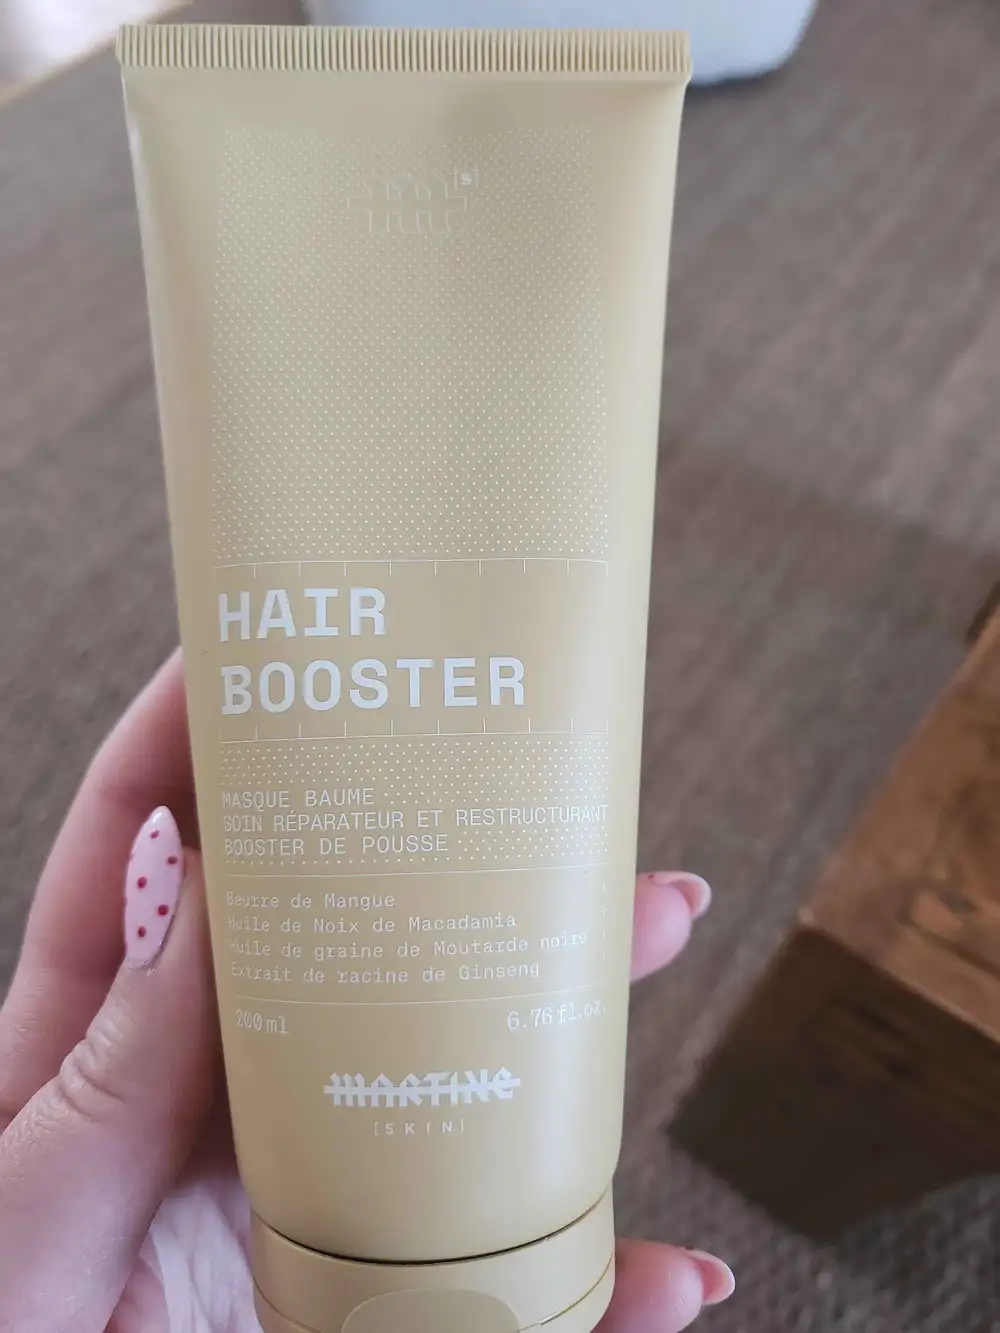 S
HAIR
BOOSTER
MASQUE BAUME
SOIN RÉPARATEUR ET RESTRUCTURANT
BOOSTER DE POUSSE
Beurre de Mangue +
Huile de Noix de Macadamia +
Huile de graine de Moutarde noire +
Extrait de racine de Ginseng
200 ml 6.76 fl.oz.
MARTINE
[SKIN]